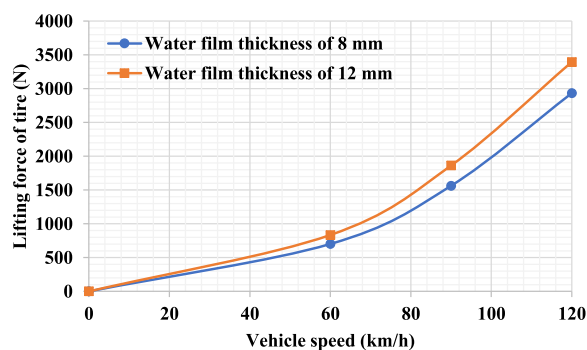 4000
3500
3000
2500
2000
1500
1000
500
0
Lifting force of tire (N)
Water film thickness of 8 mm
Water film thickness of 12 mm
0 20 40 60 80 100 120
Vehicle speed (km/h)